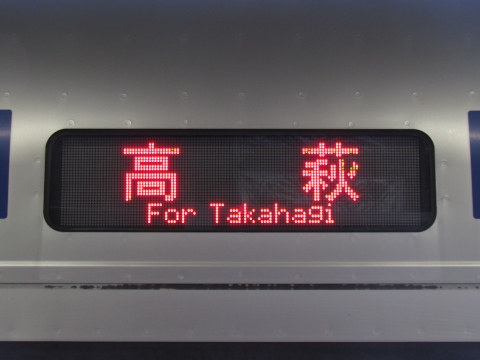 高萩
For Takahagi